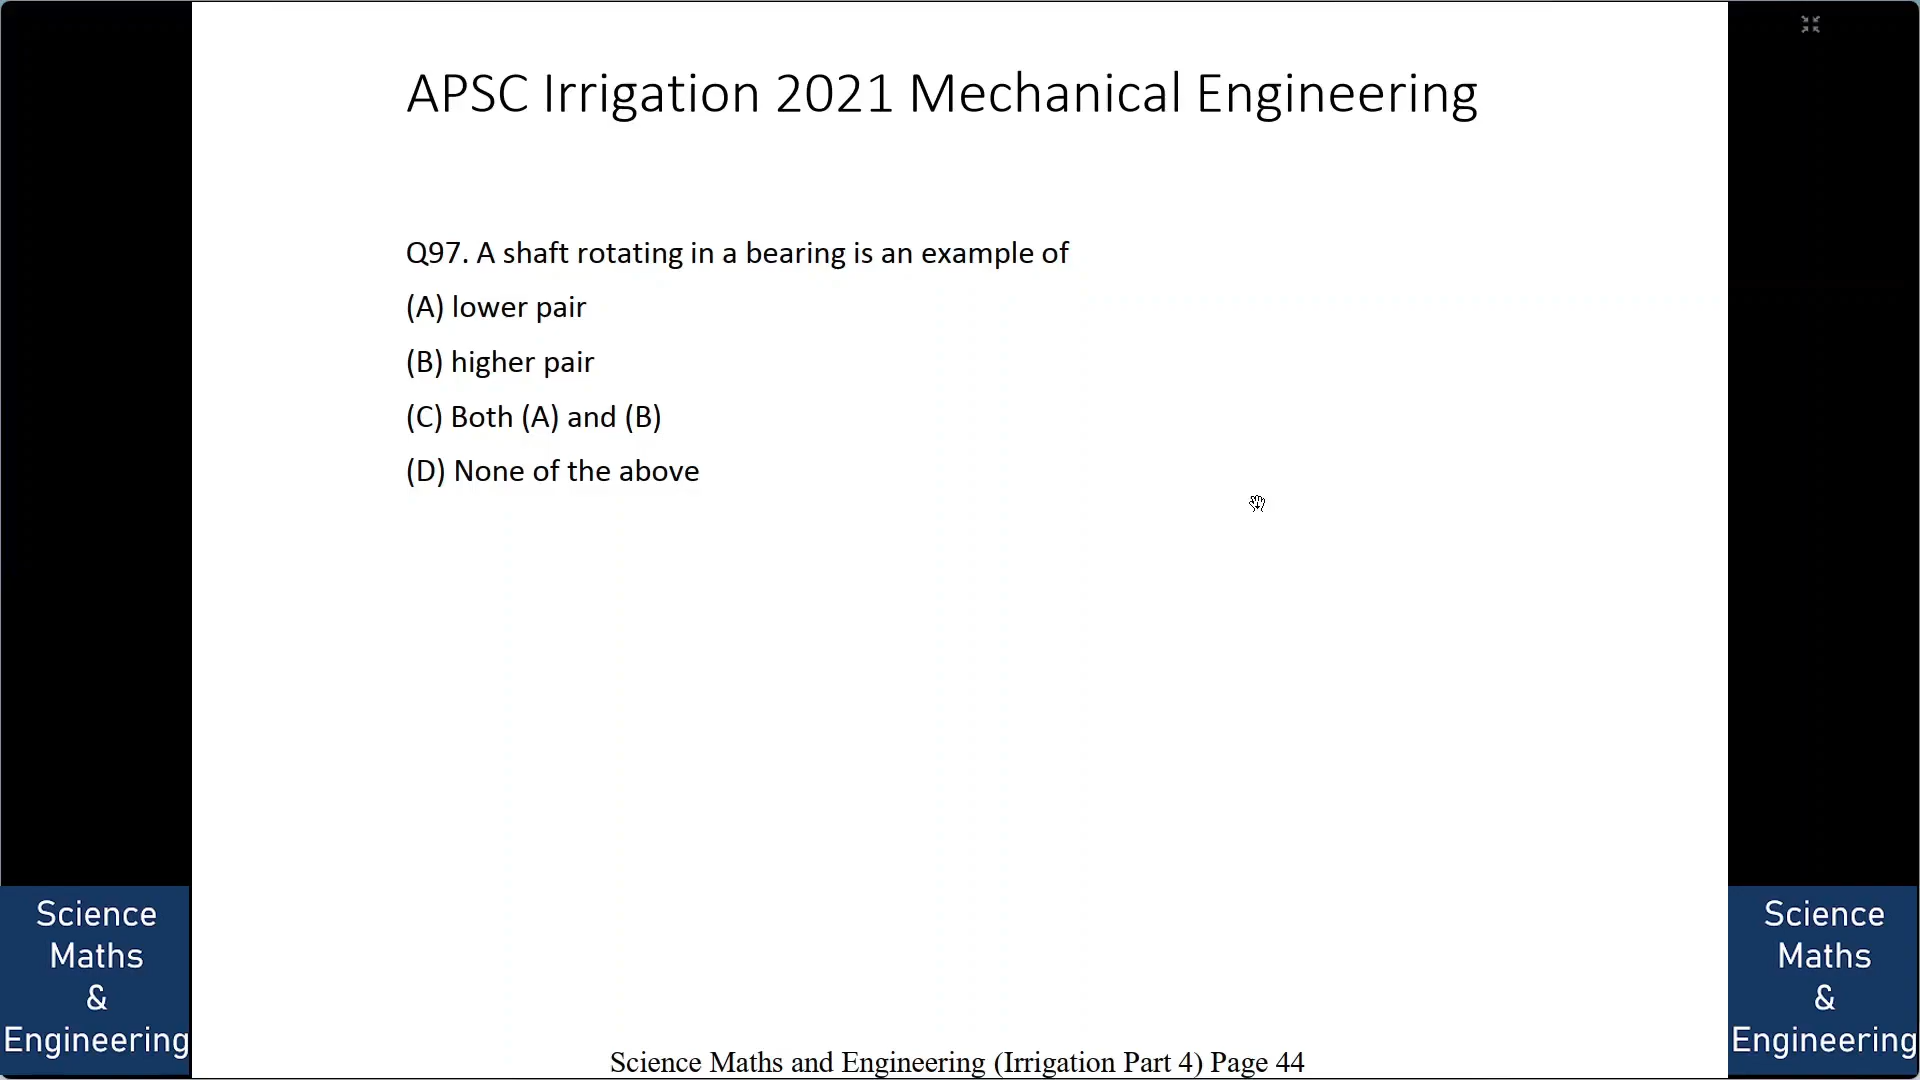 APSC Irrigation 2021 Mechanical Engineering
Q97. A shaft rotating in a bearing is an example of
(A) lower pair
(B) higher pair
(C) Both (A) and (B)
(D) None of the above
Science
Maths
&
Engineering
Science
Maths
&
Engineering
Science Maths and Engineering (Irrigation Part 4) Page 44